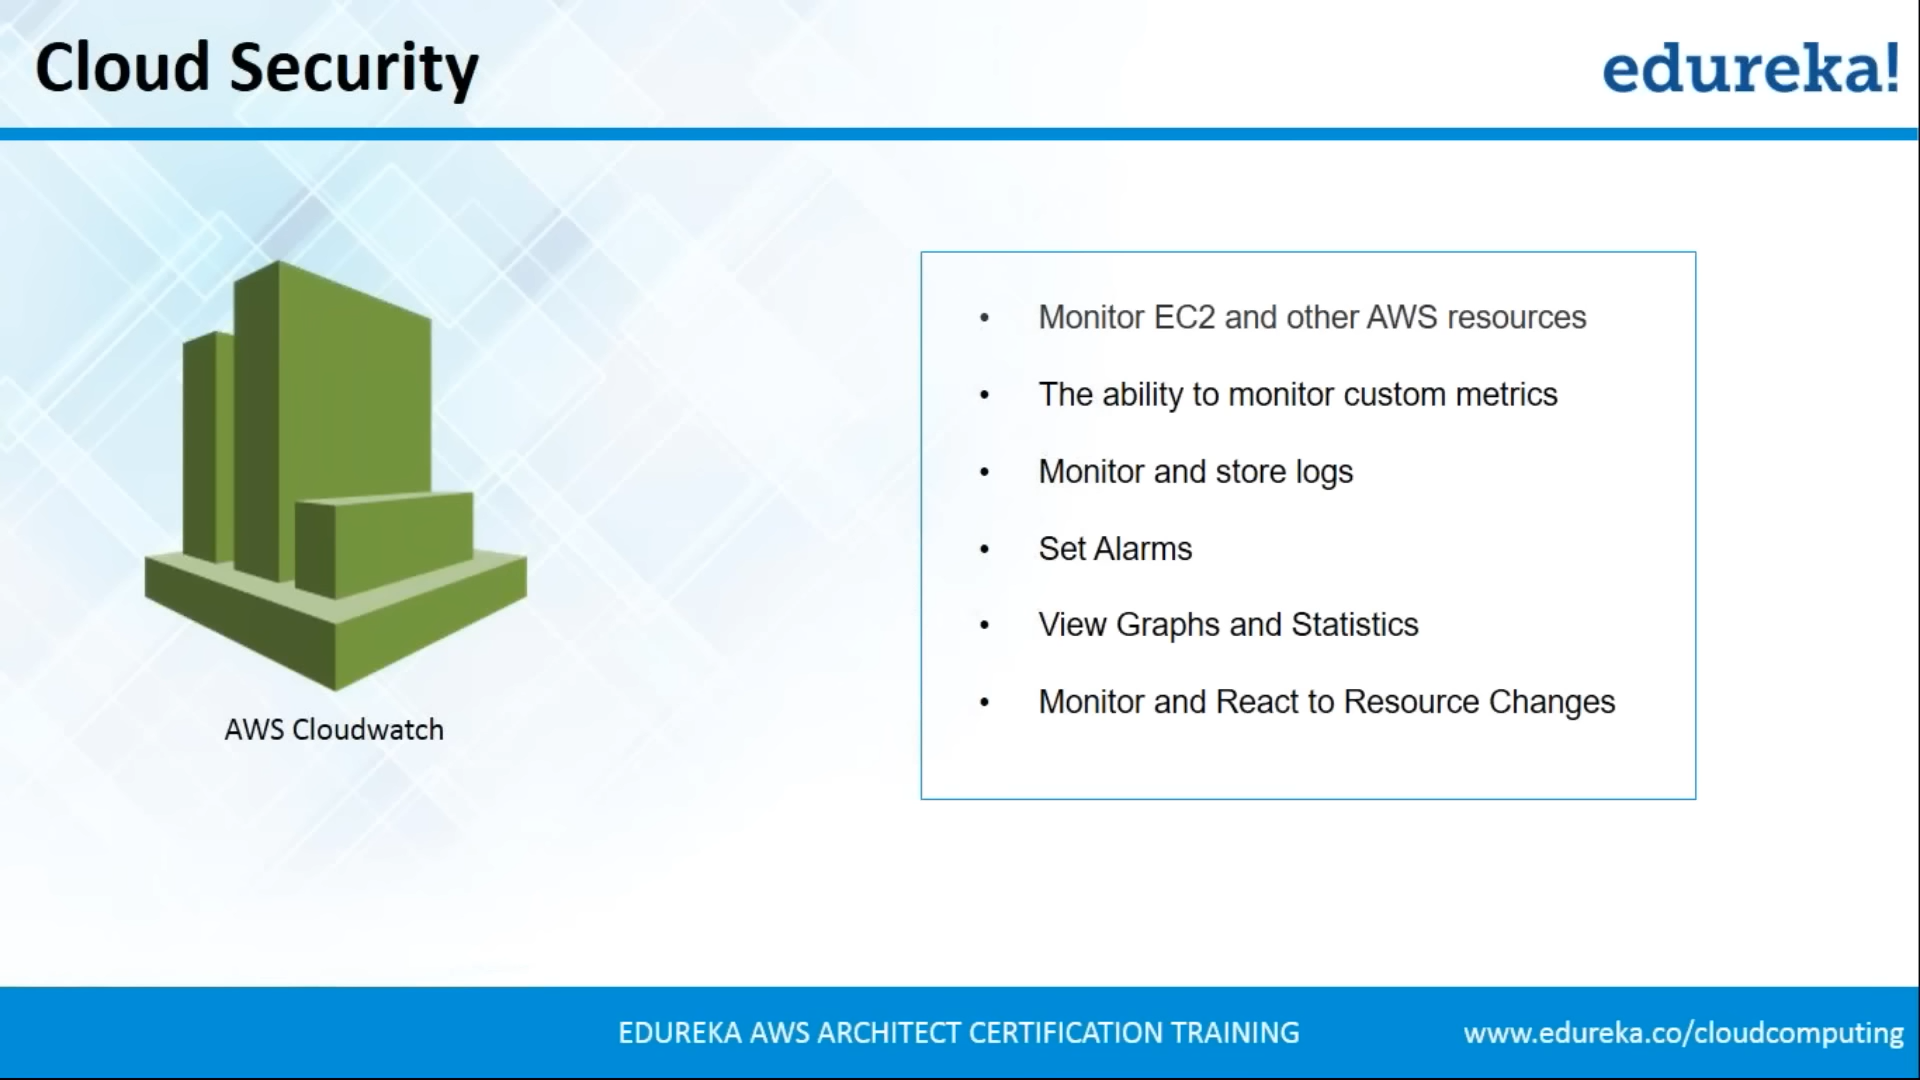 Cloud Security
edureka!
• Monitor EC2 and other AWS resources
• The ability to monitor custom metrics
• Monitor and store logs
• Set Alarms
• View Graphs and Statistics
• Monitor and React to Resource Changes
AWS Cloudwatch
EDUREKA AWS ARCHITECT CERTIFICATION TRAINING
www.edureka.co/cloudcomputing